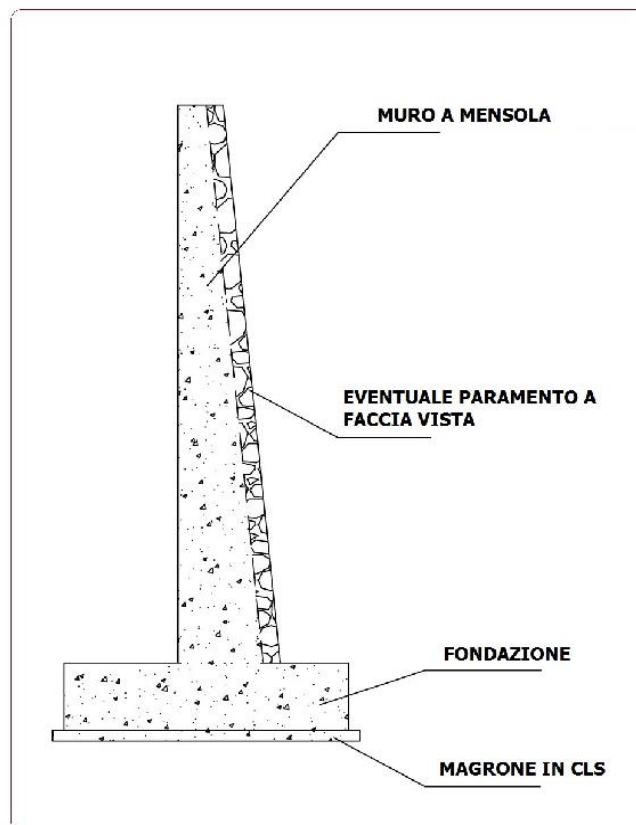 MURO A MENSOLA
EVENTUALE PARAMENTO A
FACCIA VISTA
FONDAZIONE
MAGRONE IN CLS